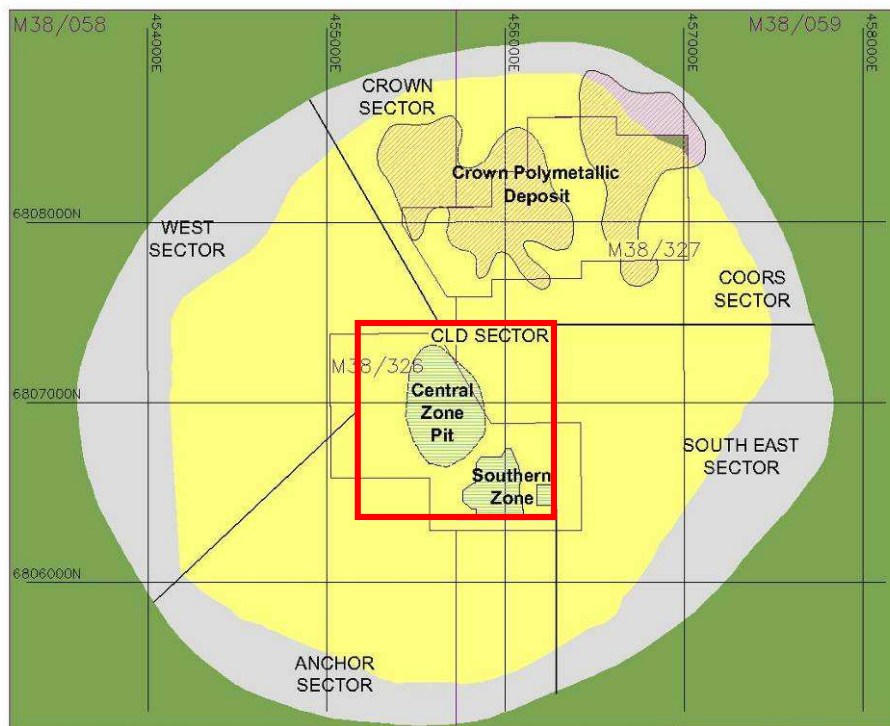 M38/058
454000E
455000E
456000E
457000E
M38/059
458000E
CROWN
SECTOR
Crown Polymetallic
Deposit
6808000N
WEST
SECTOR
M38/327
COORS
SECTOR
CLD SECTOR
M38/326
6807000N
Central
Zone
Pit
SOUTH EAST
SECTOR
Southern
Zone
6806000N
ANCHOR
SECTOR